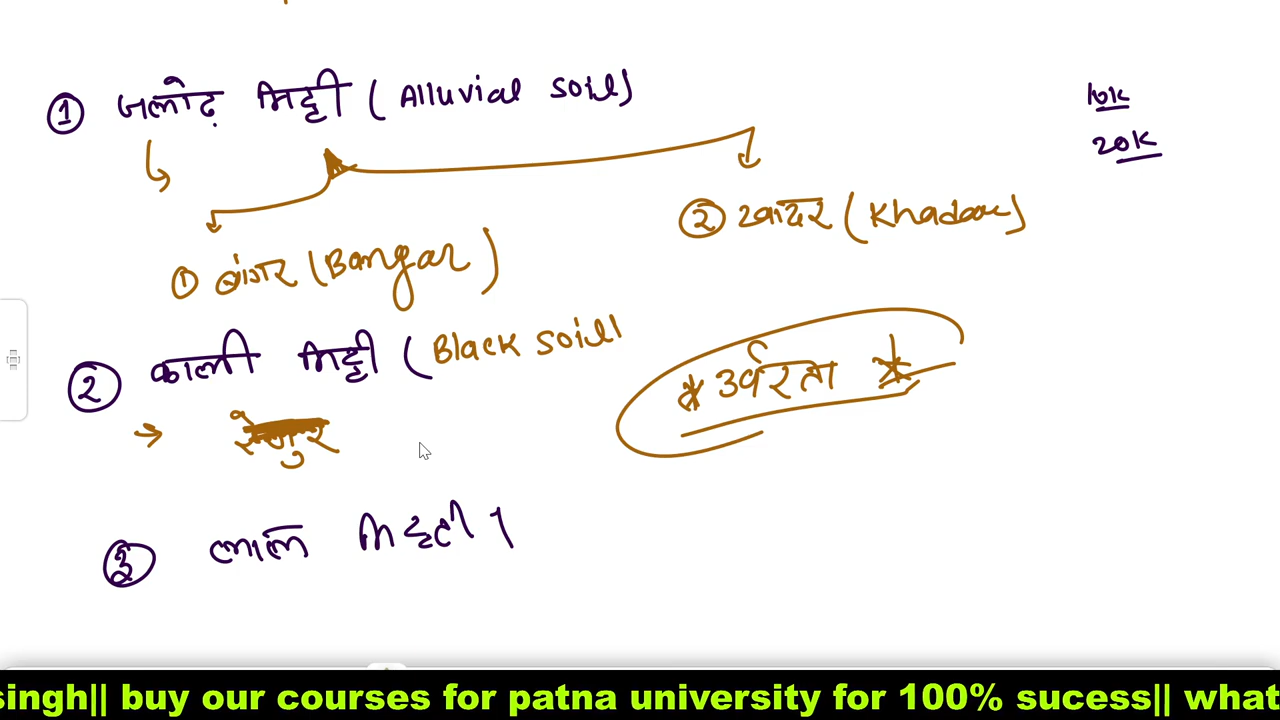 ① जलोढ़ मिट्टी (Alluvial soil)
10k
20k
② खादर (Khadar)
① बांगर (Bangar)
② काली मिट्टी (Black soil
* उर्वरता *
→ रेगुर
③ लाल मिट्टी
singh|| buy our courses for patna university for 100% sucess|| what